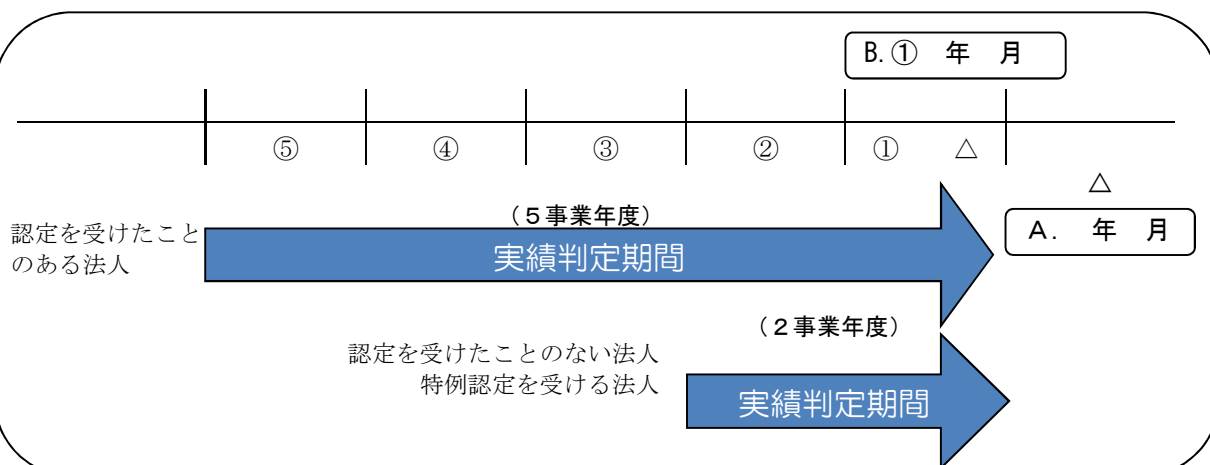 B.① 年 月
⑤ ④ ③ ② ① △
△
(5事業年度)
A. 年 月
認定を受けたこと
のある法人
実績判定期間
(2事業年度)
認定を受けたことのない法人
特例認定を受ける法人
実績判定期間